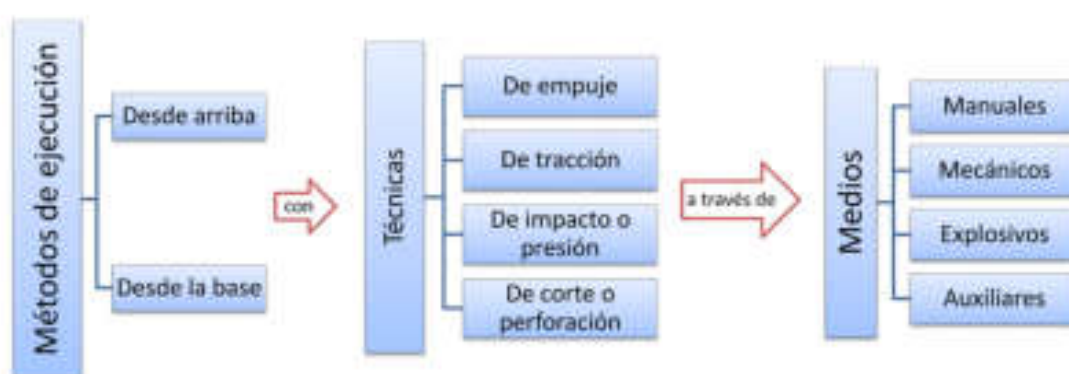 Métodos de ejecución
Desde arriba
Desde la base
con
Técnicas
De empuje
De tracción
De impacto o
presión
De corte o
perforación
a través de
Medios
Manuales
Mecánicos
Explosivos
Auxiliares